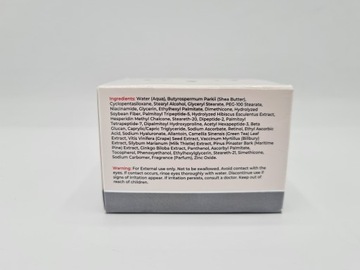 Ingredients: Water (Aqua), Butyrospermum Parkii (Shea Butter),
Cyclopentasiloxane, Stearyl Alcohol, Glyceryl Stearate, PEG-100 Stearate,
Niacinamide, Glycerin, Ethylhexyl Palmitate, Dimethicone, Hydrolyzed
Soybean Fiber, Palmitoyl Tripeptide-5, Hydrolyzed Hibiscus Esculentus Extract,
Hesperidin Methyl Chalcone, Steareth-20, Dipeptide-2, Palmitoyl
Tetrapeptide-7, Dipalmitoyl Hydroxyproline, Acetyl Hexapeptide-3, Beta
Glucan, Caprylic/Capric Triglyceride, Sodium Ascorbate, Retinol, Ethyl Ascorbic
Acid, Sodium Hyaluronate, Allantoin, Camellia Sinensis (Green Tea) Leaf
Extract, Vitis Vinifera (Grape) Seed Extract, Vaccinium Myrtillus (Bilberry)
Extract, Silybum Marianum (Milk Thistle) Extract, Pinus Pinaster Bark (Maritime
Pine) Extract, Ginkgo Biloba Extract, Panthenol, Ascorbyl Palmitate,
Tocopherol, Phenoxyethanol, Ethylhexylglycerin, Steareth-21, Simethicone,
Sodium Carbomer, Fragrance (Parfum), Zinc Oxide.
Warning: For External use only. Not to be swallowed. Avoid contact with the
eyes. If contact occurs, rinse eyes thoroughly with water. Discontinue use if
signs of irritation appear. If irritation persists, consult a doctor. Keep out of
reach of children.